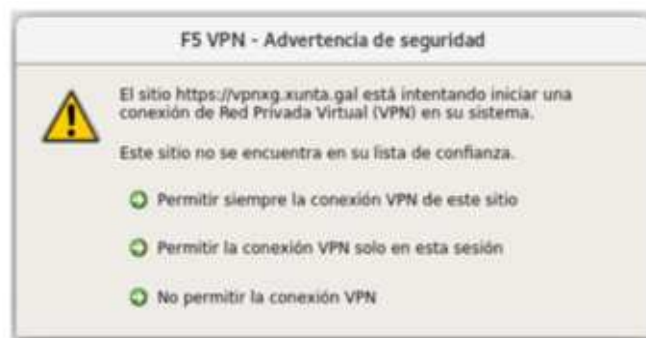 F5 VPN - Advertencia de seguridad
El sitio https://vpnxg.xunta.gal está intentando iniciar una
conexión de Red Privada Virtual (VPN) en su sistema.
Este sitio no se encuentra en su lista de confianza.
Permitir siempre la conexión VPN de este sitio
Permitir la conexión VPN solo en esta sesión
No permitir la conexión VPN